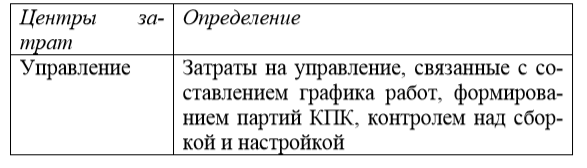 Центры за-
трат
Определение
Управление
Затраты на управление, связанные с со-
ставлением графика работ, формирова-
нием партий КПК, контролем над сбор-
кой и настройкой